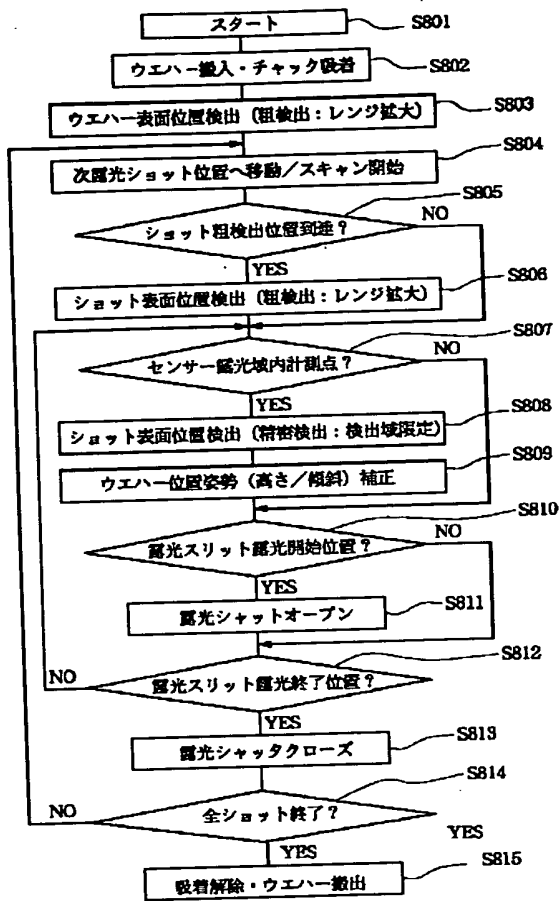 スタート
S801
ウエハー搬入・チャック吸着
S802
ウエハー表面位置検出（粗検出：レンジ拡大）
S803
次露光ショット位置へ移動／スキャン開始
S804
ショット粗検出位置到達？
S805
NO
YES
ショット表面位置検出（粗検出：レンジ拡大）
S806
センサー露光域内計測点？
S807
NO
YES
ショット表面位置検出（精密検出：検出域限定）
S808
ウエハー位置姿勢（高さ／傾斜）補正
S809
露光スリット露光開始位置？
S810
NO
YES
露光シャットオープン
S811
露光スリット露光終了位置？
S812
NO
YES
露光シャッタクローズ
S813
全ショット終了？
S814
NO
YES
YES
吸着解除・ウエハー搬出
S815